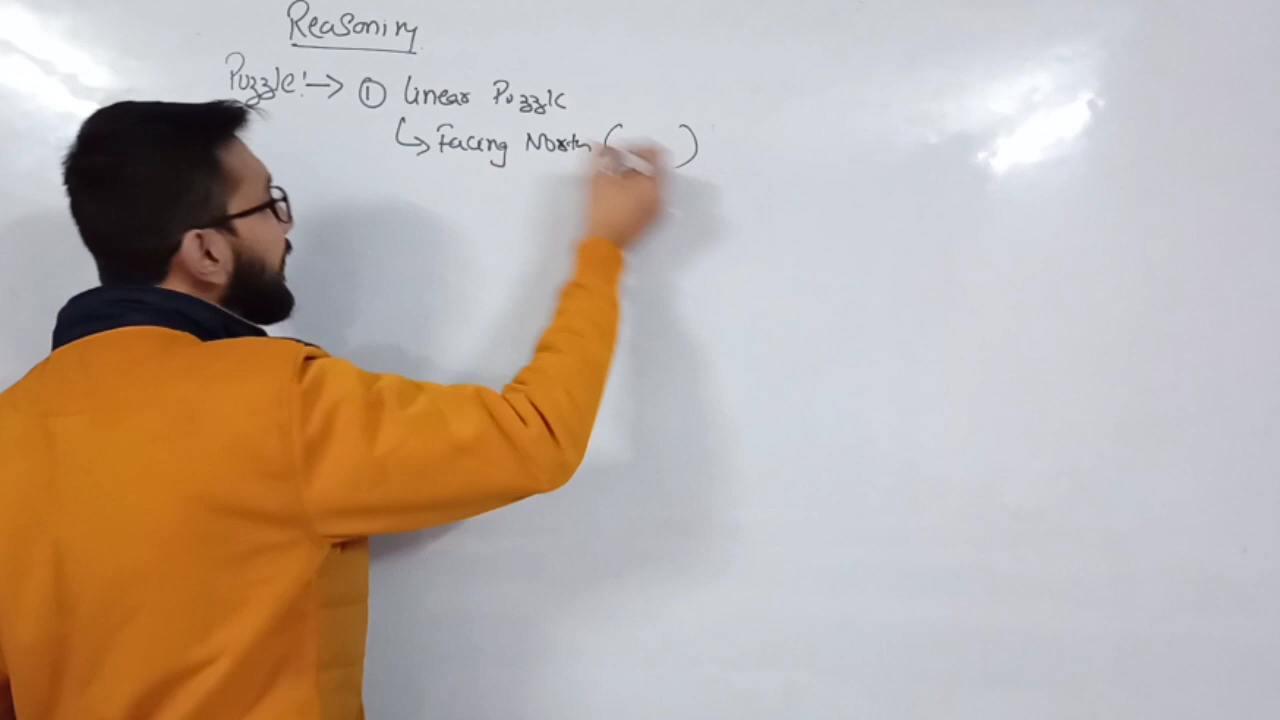 Reasoning
Puzzle:→ ① Linear Puzzle
↳ Facing North ( )